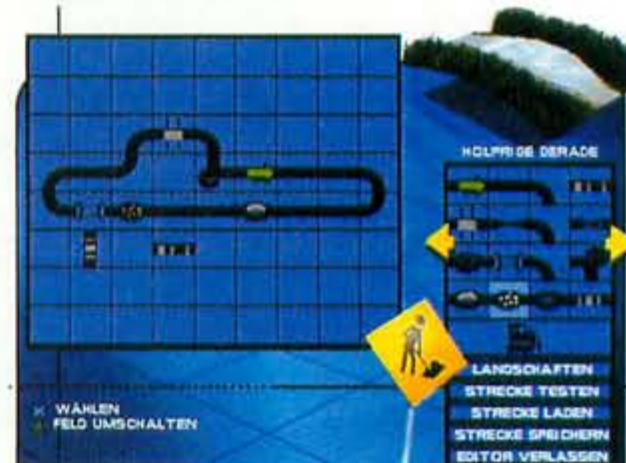 HOLPRIGE GERADE
LANDSCHAFTEN
STRECKE TESTEN
STRECKE LADEN
STRECKE SPEICHERN
EDITOR VERLASSEN
WÄHLEN
FELD UMSCHALTEN